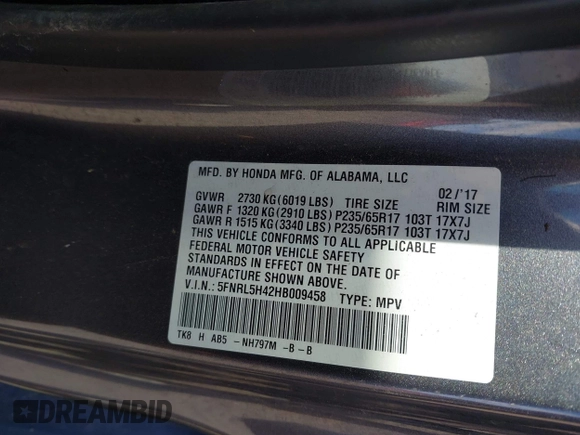 MFD. BY HONDA MFG. OF ALABAMA, LLC
02 /'17
GVWR 2730 KG (6019 LBS) TIRE SIZE RIM SIZE
GAWR F 1320 KG (2910 LBS) P235/65R17 103T 17X7J
GAWR R 1515 KG (3340 LBS) P235/65R17 103T 17X7J
THIS VEHICLE CONFORMS TO ALL APPLICABLE
FEDERAL MOTOR VEHICLE SAFETY
STANDARDS IN EFFECT ON THE DATE OF
MANUFACTURE SHOWN ABOVE.
V.I.N.: 5FNRL5H42HB009458 TYPE: MPV
TK8 H AB5 -NH797M -B-B
DREAMBID